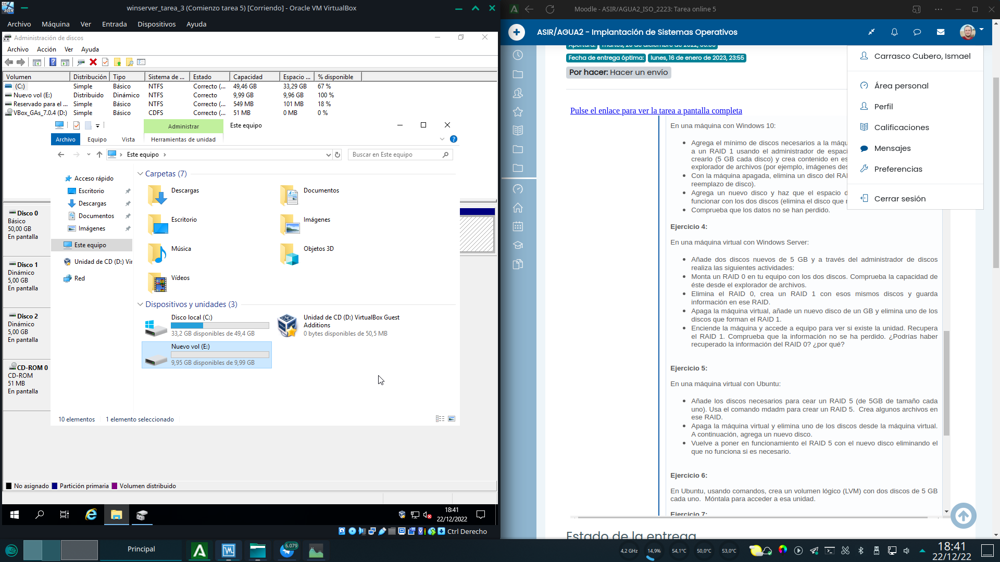 winserver_tarea_3 (Comienzo tarea 5) [Corriendo] - Oracle VM VirtualBox
Archivo Máquina Ver Entrada Dispositivos Ayuda
Administración de discos
Archivo Acción Ver Ayuda
Volumen Distribución Tipo Sistema de ... Estado Capacidad Espacio ... % disponible
(C:) Simple Básico NTFS Correcto (... 49,46 GB 33,29 GB 67 %
Nuevo vol (E:) Distribuido Dinámico NTFS Correcto 9,99 GB 9,96 GB 100 %
Reservado para el ... Simple Básico NTFS Correcto (... 549 MB 101 MB 18 %
VBox_GAs_7.0.4 (D:) Simple Básico CDFS Correcto (... 51 MB 0 MB 0 %
Administrar Este equipo
Archivo Equipo Vista Herramientas de unidad
Este equipo
Buscar en Este equipo
Acceso rápido
Escritorio
Descargas
Documentos
Imágenes
Este equipo
Unidad de CD (D:) Vir
Red
Carpetas (7)
Descargas
Documentos
Escritorio
Imágenes
Música
Objetos 3D
Vídeos
Dispositivos y unidades (3)
Disco local (C:)
33,2 GB disponibles de 49,4 GB
Unidad de CD (D:) VirtualBox Guest
Additions
0 bytes disponibles de 50,5 MB
Nuevo vol (E:)
9,95 GB disponibles de 9,99 GB
10 elementos 1 elemento seleccionado
Disco 0
Básico
50,00 GB
En pantalla
Disco 1
Dinámico
5,00 GB
En pantalla
Disco 2
Dinámico
5,00 GB
En pantalla
CD-ROM 0
CD-ROM
51 MB
En pantalla
No asignado Partición primaria Volumen distribuido
18:41
22/12/2022
Ctrl Derecho
Moodle - ASIR/AGUA2_ISO_2223: Tarea online 5
ASIR/AGUA2 - Implantación de Sistemas Operativos
Fecha de entrega óptima: lunes, 16 de enero de 2023, 23:55
Por hacer: Hacer un envío
Pulse el enlace para ver la tarea a pantalla completa
Carrasco Cubero, Ismael
Área personal
Perfil
Calificaciones
Mensajes
Preferencias
Cerrar sesión
En una máquina con Windows 10:
Agrega el mínimo de discos necesarios a la máqu
a un RAID 1 usando el administrador de espaci
crearlo (5 GB cada disco) y crea contenido en es
explorador de archivos (por ejemplo, imágenes des
Con la máquina apagada, elimina un disco del RAI
reemplazo de disco).
Agrega un nuevo disco y haz que el espacio d
funcionar con los dos discos (elimina el disco que
Comprueba que los datos no se han perdido.
Ejercicio 4:
En una máquina virtual con Windows Server:
Añade dos discos nuevos de 5 GB y a través del administrador de discos
realiza las siguientes actividades:
Monta un RAID 0 en tu equipo con los dos discos. Comprueba la capacidad de
éste desde el explorador de archivos.
Elimina el RAID 0, crea un RAID 1 con esos mismos discos y guarda
información en ese RAID.
Apaga la máquina virtual, añade un nuevo disco de un GB y elimina uno de los
discos que forman el RAID 1.
Enciende la máquina y accede a equipo para ver si existe la unidad. Recupera
el RAID 1. Comprueba que la información no se ha perdido. ¿Podrías haber
recuperado la información del RAID 0? ¿por qué?
Ejercicio 5:
En una máquina virtual con Ubuntu:
Añade los discos necesarios para cear un RAID 5 (de 5GB de tamaño cada
uno). Usa el comando mdadm para crear un RAID 5. Crea algunos archivos en
ese RAID.
Apaga la máquina virtual y elimina uno de los discos desde la máquina virtual.
A continuación, agrega un nuevo disco.
Vuelve a poner en funcionamiento el RAID 5 con el nuevo disco eliminando el
que no funciona si es necesario.
Ejercicio 6:
En Ubuntu, usando comandos, crea un volumen lógico (LVM) con dos discos de 5 GB
cada uno. Móntala para acceder a esa unidad.
Ejercicio 7:
Estado de la entrega
Principal
6.079
4,2 GHz 14,9% 54,1°C 50,0°C 53,0°C
18:41
22/12/22